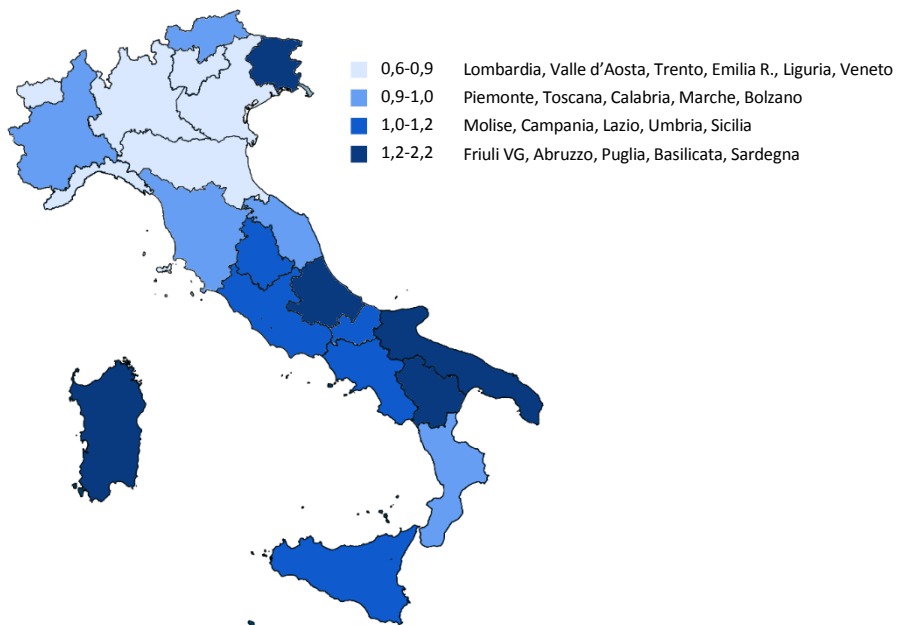 0,6-0,9 Lombardia, Valle d’Aosta, Trento, Emilia R., Liguria, Veneto
0,9-1,0 Piemonte, Toscana, Calabria, Marche, Bolzano
1,0-1,2 Molise, Campania, Lazio, Umbria, Sicilia
1,2-2,2 Friuli VG, Abruzzo, Puglia, Basilicata, Sardegna